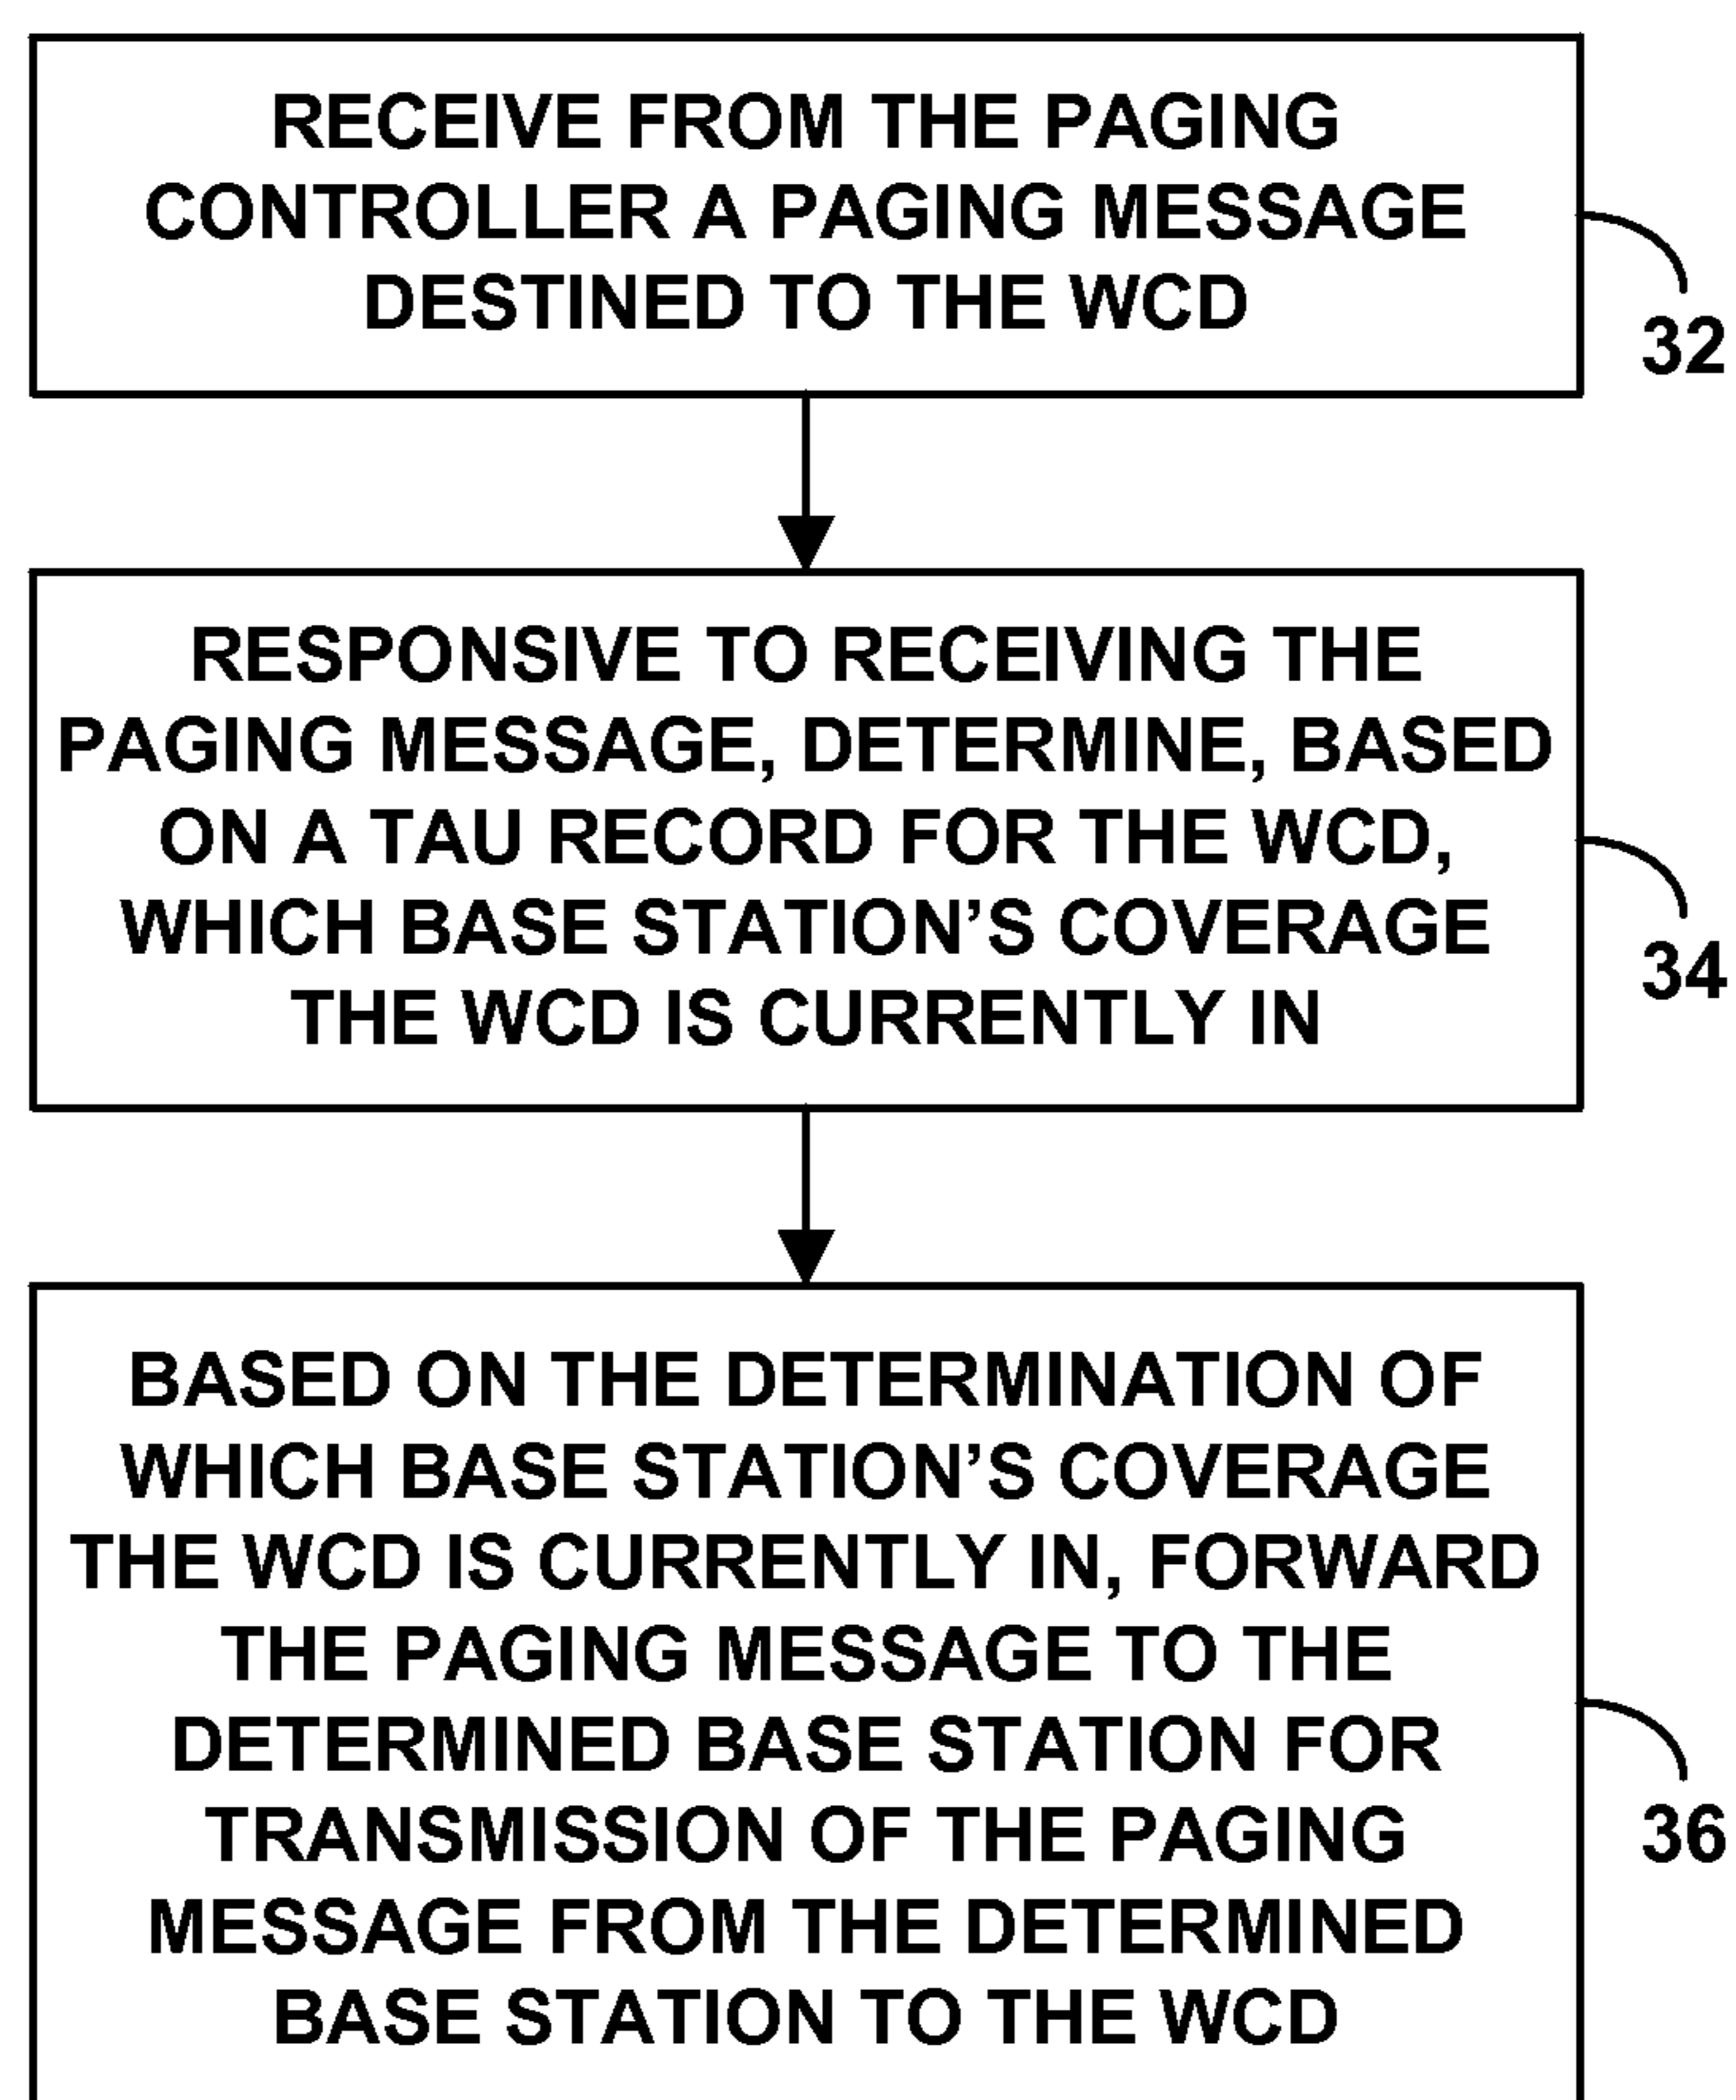 RECEIVE FROM THE PAGING
CONTROLLER A PAGING MESSAGE
DESTINED TO THE WCD
32
RESPONSIVE TO RECEIVING THE
PAGING MESSAGE, DETERMINE, BASED
ON A TAU RECORD FOR THE WCD,
WHICH BASE STATION’S COVERAGE
THE WCD IS CURRENTLY IN
34
BASED ON THE DETERMINATION OF
WHICH BASE STATION’S COVERAGE
THE WCD IS CURRENTLY IN, FORWARD
THE PAGING MESSAGE TO THE
DETERMINED BASE STATION FOR
TRANSMISSION OF THE PAGING
MESSAGE FROM THE DETERMINED
BASE STATION TO THE WCD
36